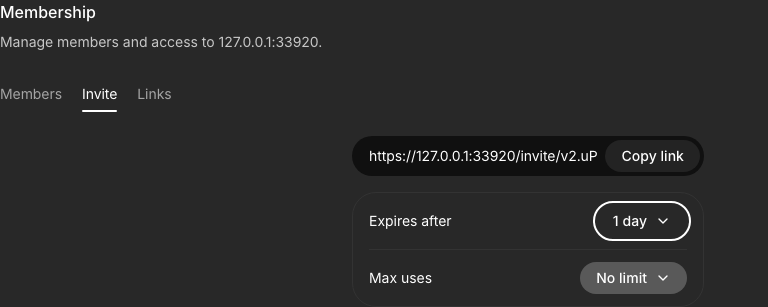 Membership
Manage members and access to 127.0.0.1:33920.
Members Invite Links
https://127.0.0.1:33920/invite/v2.uP Copy link
Expires after 1 day
Max uses No limit